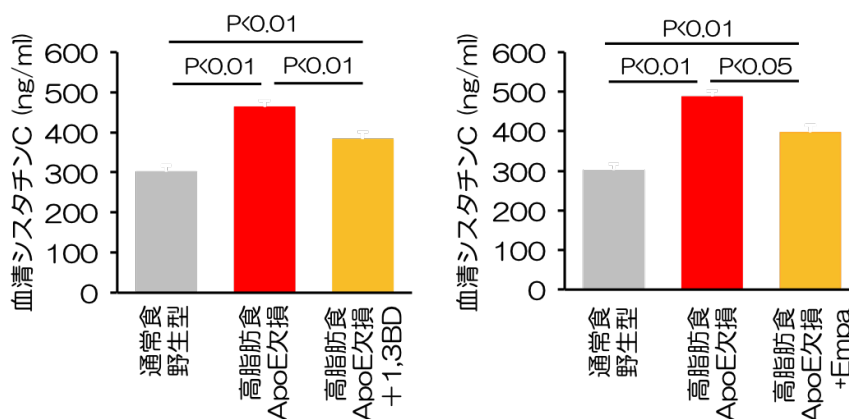 P<0.01
P<0.01
P<0.01
血清シスタチンC (ng/ml)
600
500
400
300
200
100
0
通常食
野生型
高脂肪食
ApoE欠損
高脂肪食
ApoE欠損
＋1,3BD
P<0.01
P<0.01
P<0.05
血清シスタチンC (ng/ml)
600
500
400
300
200
100
0
通常食
野生型
高脂肪食
ApoE欠損
高脂肪食
ApoE欠損
+Empa